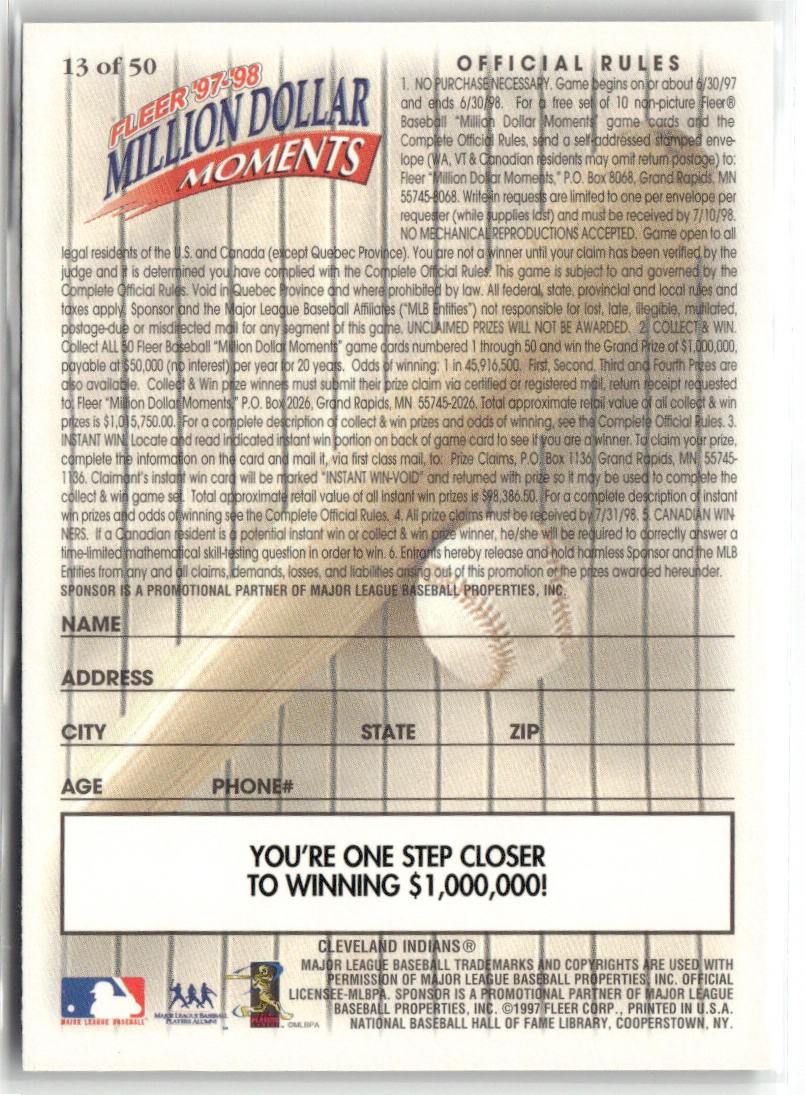 13 of 50
FLEER '97-'98
MILLION DOLLAR
MOMENTS
OFFICIAL RULES
1. NO PURCHASE NECESSARY. Game begins on or about 6/30/97
and ends 6/30/98. For a free set of 10 non-picture Fleer®
Baseball "Million Dollar Moments" game cards and the
Complete Official Rules, send a self-addressed stamped enve-
lope (WA, VT & Canadian residents may omit return postage) to:
Fleer "Million Dollar Moments," P.O. Box 8068, Grand Rapids, MN
55745-8068. Write-in requests are limited to one per envelope per
requester (while supplies last) and must be received by 7/10/98.
NO MECHANICAL REPRODUCTIONS ACCEPTED. Game open to all
legal residents of the U.S. and Canada (except Quebec Province). You are not a winner until your claim has been verified by the
judge and it is determined you have complied with the Complete Official Rules. This game is subject to and governed by the
Complete Official Rules. Void in Quebec Province and where prohibited by law. All federal, state, provincial and local rules and
taxes apply. Sponsor and the Major League Baseball Affiliates ("MLB Entities") not responsible for lost, late, illegible, mutilated,
postage-due or misdirected mail for any segment of this game. UNCLAIMED PRIZES WILL NOT BE AWARDED. 2. COLLECT & WIN.
Collect ALL 50 Fleer Baseball "Million Dollar Moments" game cards numbered 1 through 50 and win the Grand Prize of $1,000,000,
payable at $50,000 (no interest) per year for 20 years. Odds of winning: 1 in 45,916,500. First, Second, Third and Fourth Prizes are
also available. Collect & Win prize winners must submit their prize claim via certified or registered mail, return receipt requested
to: Fleer "Million Dollar Moments," P.O. Box 2026, Grand Rapids, MN 55745-2026. Total approximate retail value of all collect & win
prizes is $1,015,750.00. For a complete description of collect & win prizes and odds of winning, see the Complete Official Rules. 3.
INSTANT WIN. Locate and read indicated instant win portion on back of game card to see if you are a winner. To claim your prize,
complete the information on the card and mail it, via first class mail, to: Prize Claims, P.O. Box 1136, Grand Rapids, MN 55745-
1136. Claimant's instant win card will be marked "INSTANT WIN-VOID" and returned with prize so it may be used to complete the
collect & win game set. Total approximate retail value of all instant win prizes is $98,386.50. For a complete description of instant
win prizes and odds of winning see the Complete Official Rules. 4. All prize claims must be received by 7/31/98. 5. CANADIAN WIN-
NERS. If a Canadian resident is a potential instant win or collect & win prize winner, he/she will be required to correctly answer a
time-limited mathematical skill-testing question in order to win. 6. Entrants hereby release and hold harmless Sponsor and the MLB
Entities from any and all claims, demands, losses, and liabilities arising out of this promotion or the prizes awarded hereunder.
SPONSOR IS A PROMOTIONAL PARTNER OF MAJOR LEAGUE BASEBALL PROPERTIES, INC.
NAME
ADDRESS
CITY STATE ZIP
AGE PHONE#
YOU'RE ONE STEP CLOSER
TO WINNING $1,000,000!
CLEVELAND INDIANS®
MAJOR LEAGUE BASEBALL TRADEMARKS AND COPYRIGHTS ARE USED WITH
PERMISSION OF MAJOR LEAGUE BASEBALL PROPERTIES, INC. OFFICIAL
LICENSEE-MLBPA. SPONSOR IS A PROMOTIONAL PARTNER OF MAJOR LEAGUE
BASEBALL PROPERTIES, INC. ©1997 FLEER CORP., PRINTED IN U.S.A.
NATIONAL BASEBALL HALL OF FAME LIBRARY, COOPERSTOWN, NY.
MAJOR LEAGUE BASEBALL
MAJOR LEAGUE BASEBALL
PLAYERS ALUMNI
©MLBPA